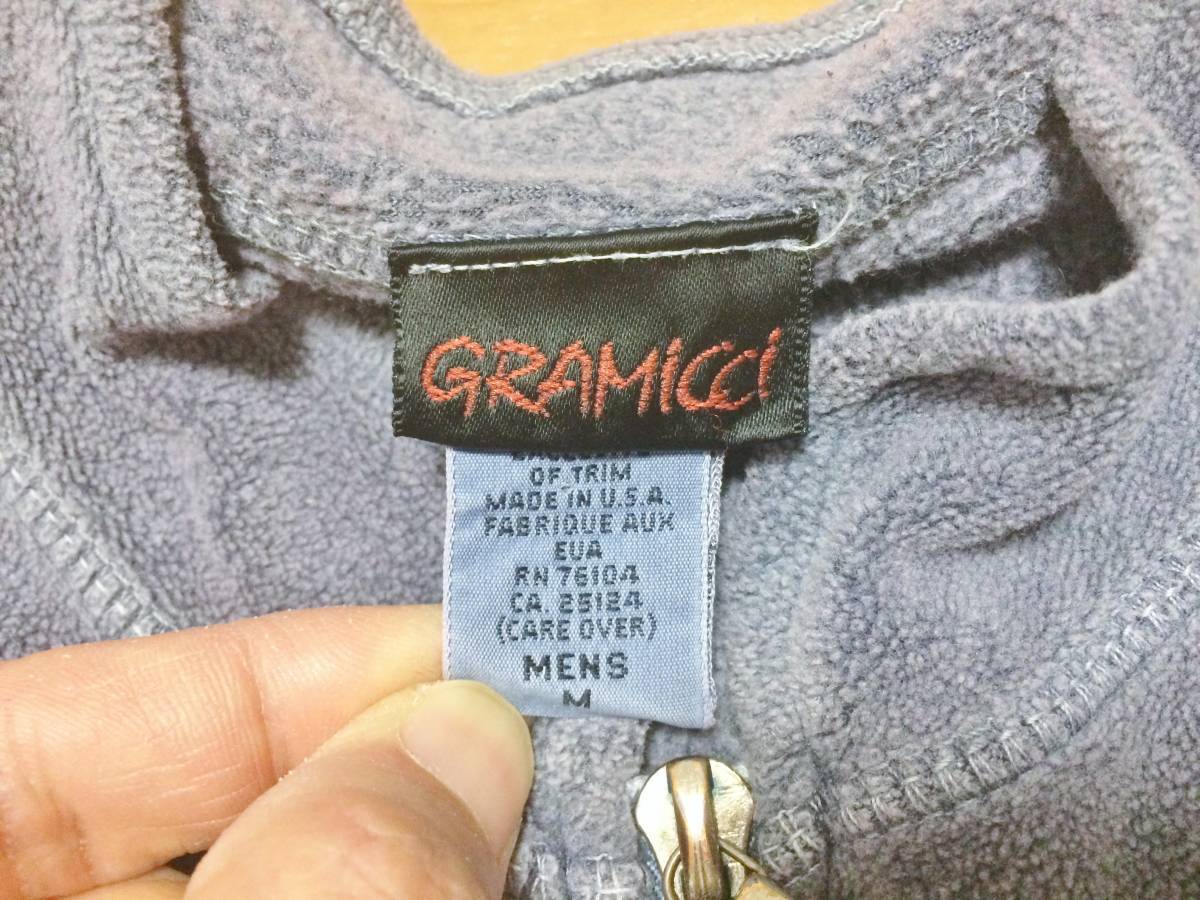 GRAMiCCi
OF TRIM
MADE IN U.S.A.
FABRIQUE AUX
EUA
RN 76104
CA. 25124
(CARE OVER)
MENS
M